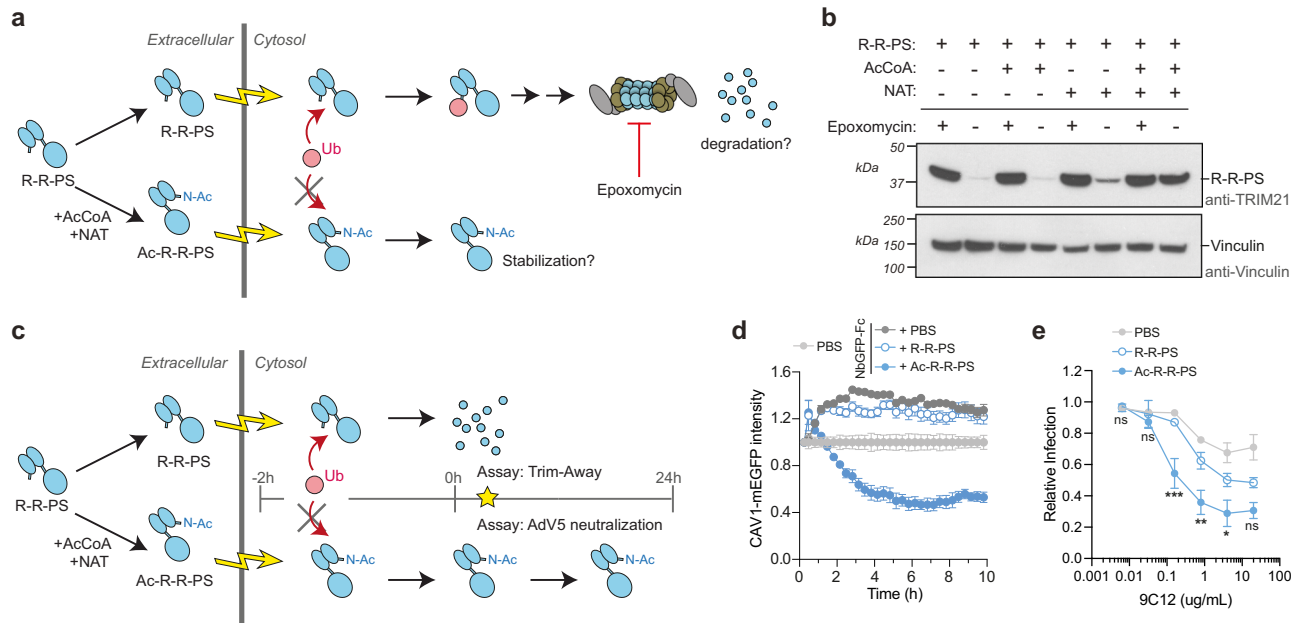 a
Extracellular
Cytosol
R-R-PS
R-R-PS
+AcCoA
+NAT
N-Ac
Ac-R-R-PS
Ub
N-Ac
N-Ac
Stabilization?
Epoxomycin
degradation?
b
R-R-PS: + + + + + + + +
AcCoA: - - + + - - + +
NAT: - - - - + + + +
Epoxomycin: + - + - + - + -
50
kDa
37
R-R-PS
anti-TRIM21
250
kDa
150
100
Vinculin
anti-Vinculin
c
Extracellular
Cytosol
R-R-PS
R-R-PS
+AcCoA
+NAT
N-Ac
Ac-R-R-PS
Ub
-2h
0h
24h
Assay: Trim-Away
Assay: AdV5 neutralization
N-Ac
N-Ac
N-Ac
d
PBS
NbGFP-Fc
+ PBS
+ R-R-PS
+ Ac-R-R-PS
CAV1-mEGFP intensity
1.6
1.2
0.8
0.4
0 2 4 6 8 10
Time (h)
e
PBS
R-R-PS
Ac-R-R-PS
Relative Infection
1.2
1.0
0.8
0.6
0.4
0.2
0.0
ns
ns
***
**
*
ns
0.001 0.01 0.1 1 10 100
9C12 (ug/mL)